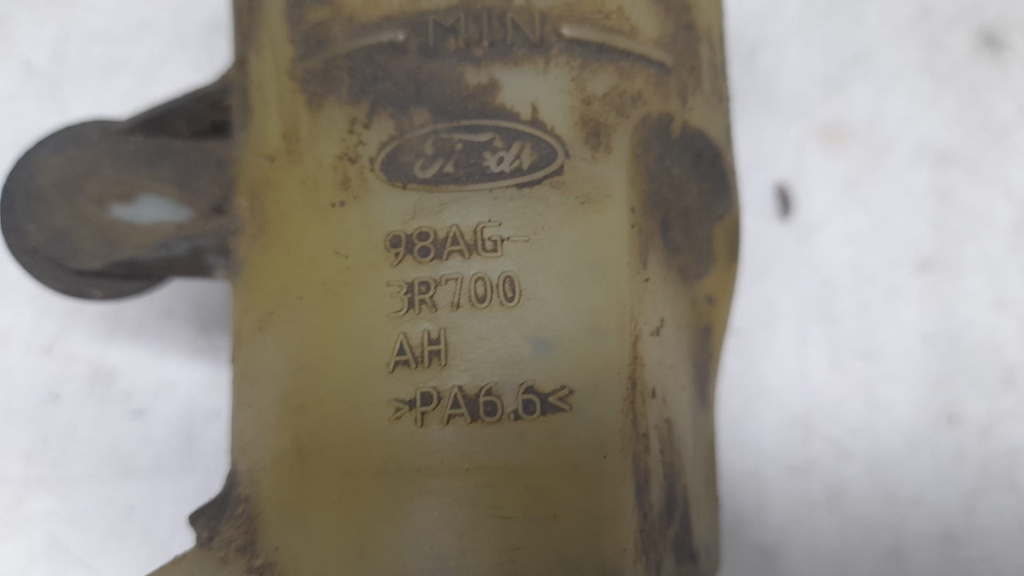 MIN
Ford
98AG-
3R700
AH
>PA6.6<